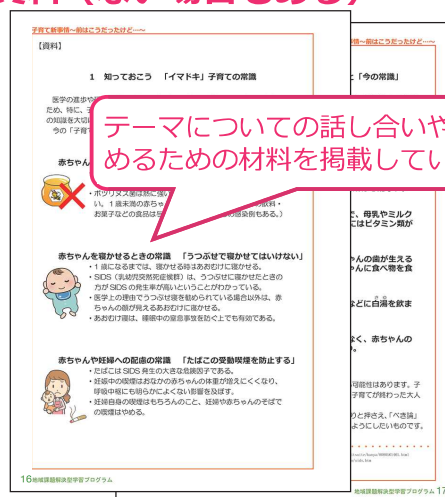 子育て新事情～前はこうだったけど…～
【資料】
1 知っておこう 「イマドキ」子育ての常識
医学の進歩や
ため、特に、子
の知識を大切に
今の「子育て
テーマについての話し合いや
めるための材料を掲載してい
赤ちゃん
・ボツリヌス菌は熱に強い
い。1歳未満の赤ちゃ
お菓子などの食品は与
の感染例もある。）
赤ちゃんを寝かせるときの常識 「うつぶせで寝かせてはいけない」
・1歳になるまでは、寝かせる時はあおむけに寝かせる。
・SIDS（乳幼児突然死症候群）は、うつぶせに寝かせたときの
方がSIDSの発生率が高いということがわかっている。
・医学上の理由でうつぶせ寝を勧められている場合以外は、赤
ちゃんの顔が見えるあおむけに寝かせる。
・あおむけ寝は、睡眠中の窒息事故を防ぐ上でも有効である。
赤ちゃんや妊婦への配慮の常識 「たばこの受動喫煙を防止する」
・たばこはSIDS発生の大きな危険因子である。
・妊娠中の喫煙はおなかの赤ちゃんの体重が増えにくくなり、
呼吸中枢にも明らかによくない影響を及ぼす。
・妊婦自身の喫煙はもちろんのこと、妊婦や赤ちゃんのそばで
の喫煙はやめる。
16 地域課題解決型学習プログラム
事情～前はこうだったけど…～
と「今の常識」
で、母乳やミルク
にはビタミン類が
ゃんの歯が生える
ゃんに食べ物を食
などに白湯を飲ま
なく、赤ちゃんの
可能性はあります。子
子育てが終わった大人
りと押さえ、「べき論」
ようにしたいものです。
地域課題解決型学習プログラム 17